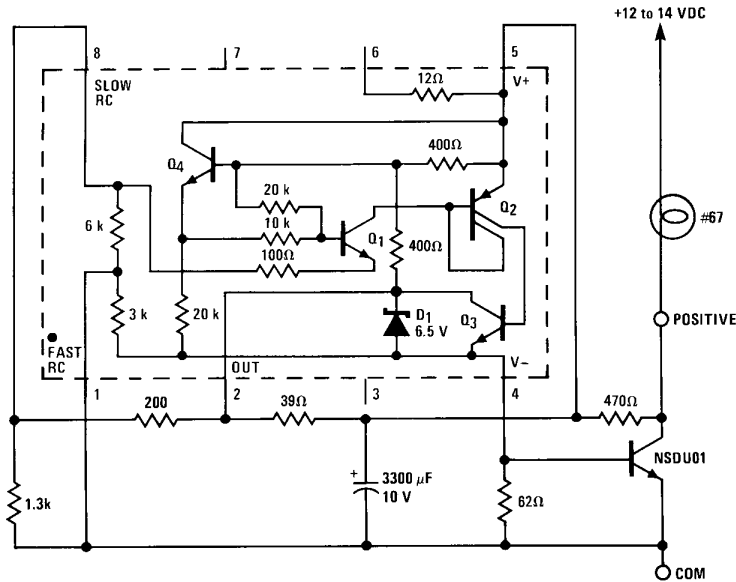 +12 to 14 VDC
8
7
6
5
SLOW
RC
12Ω
V+
Q4
400Ω
20 k
Q2
#67
6 k
10 k
Q1
400Ω
100Ω
3 k
20 k
D1
6.5 V
Q3
POSITIVE
FAST
RC
OUT
V−
1
2
3
4
200
39Ω
470Ω
NSDU01
1.3k
+
3300 μF
10 V
62Ω
COM